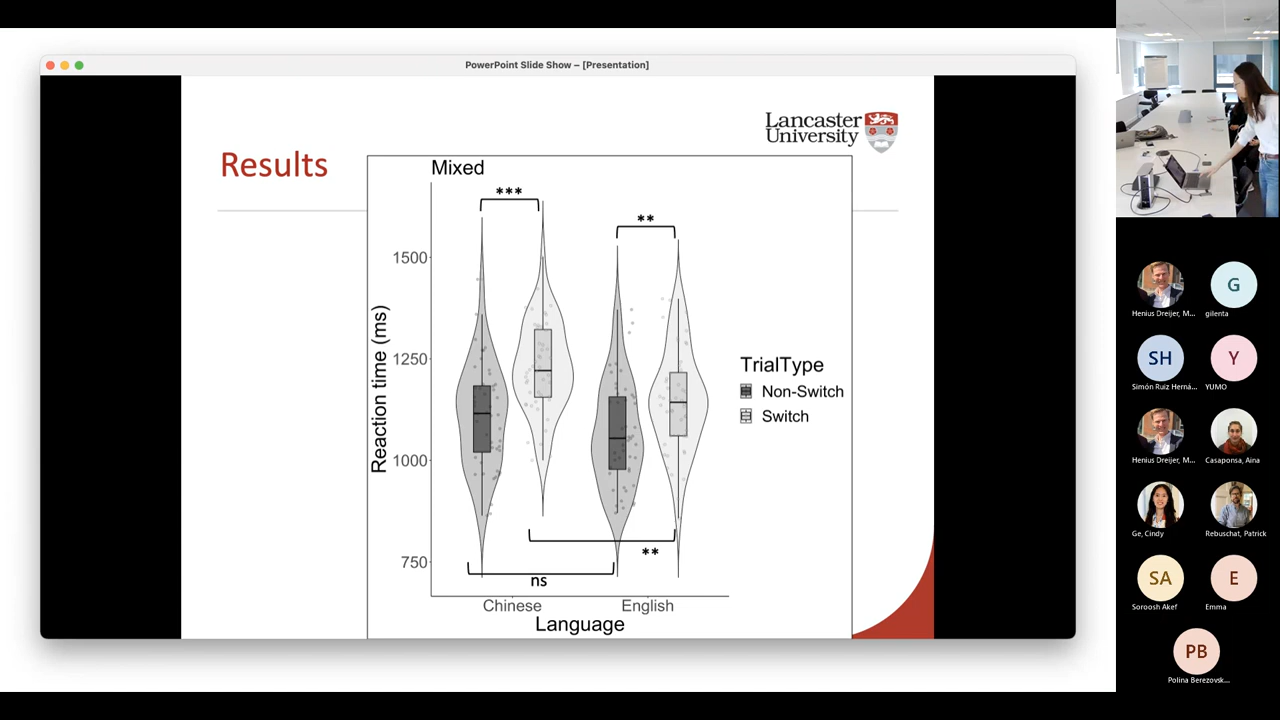 PowerPoint Slide Show – [Presentation]
Lancaster
University
Results
Mixed
***
**
1500
1250
1000
750
Reaction time (ms)
TrialType
Non-Switch
Switch
**
ns
Chinese
English
Language
Henius Dreijer, M...
G
gilenta
SH
Simón Ruiz Herná...
Y
YUMO
Henius Dreijer, M...
Casaponsa, Aina
Ge, Cindy
Rebuschat, Patrick
SA
Soroosh Akef
E
Emma
PB
Polina Berezovsk...